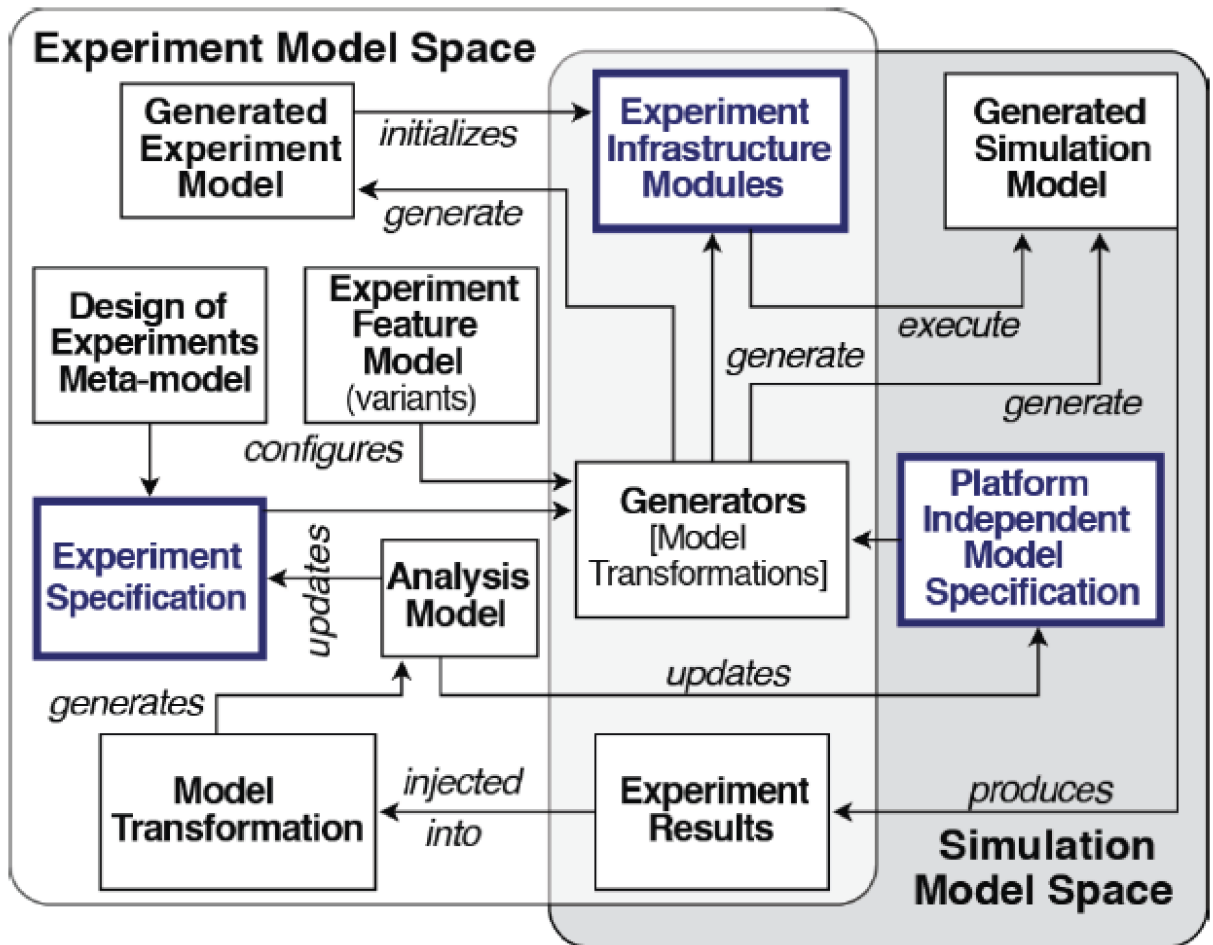 Experiment Model Space
Generated
Experiment
Model
initializes
Experiment
Infrastructure
Modules
Generated
Simulation
Model
generate
Design of
Experiments
Meta-model
Experiment
Feature
Model
(variants)
execute
generate
generate
configures
Generators
[Model
Transformations]
Platform
Independent
Model
Specification
Experiment
Specification
updates
Analysis
Model
updates
generates
Model
Transformation
injected
into
Experiment
Results
produces
Simulation
Model Space